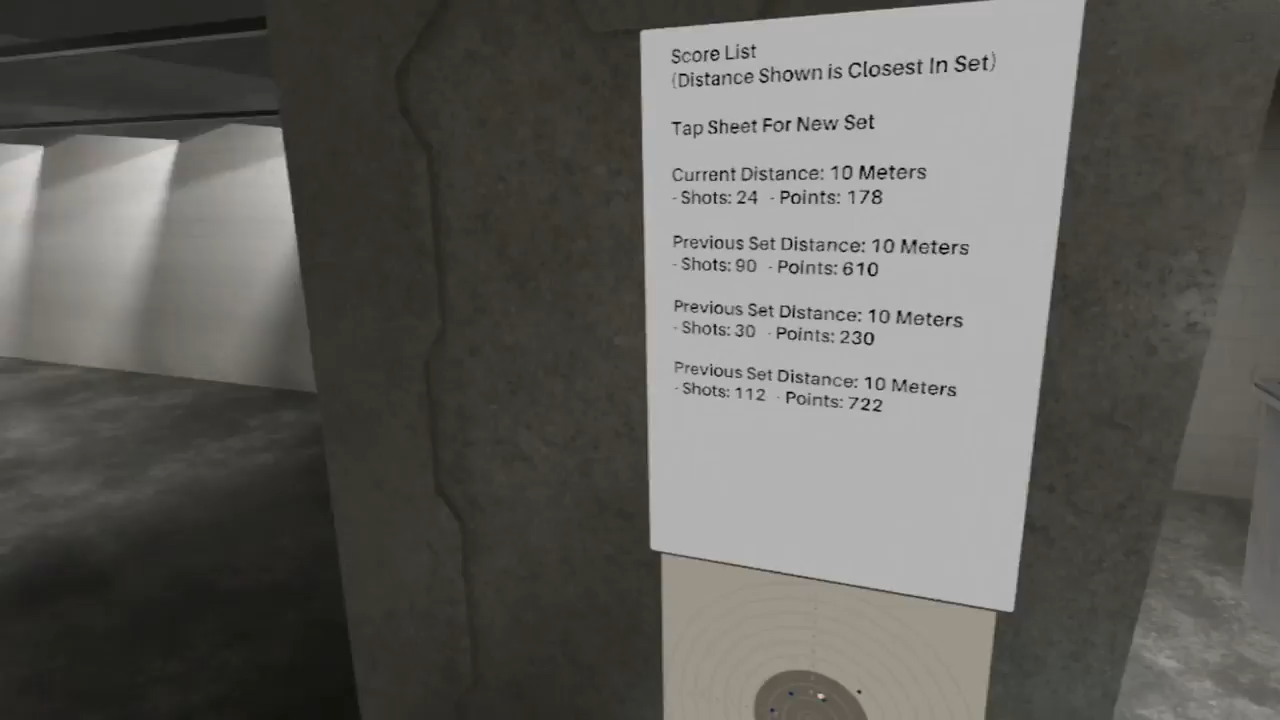 Score List
(Distance Shown is Closest In Set)
Tap Sheet For New Set
Current Distance: 10 Meters
- Shots: 24 - Points: 178
Previous Set Distance: 10 Meters
- Shots: 90 - Points: 610
Previous Set Distance: 10 Meters
- Shots: 30 - Points: 230
Previous Set Distance: 10 Meters
- Shots: 112 - Points: 722